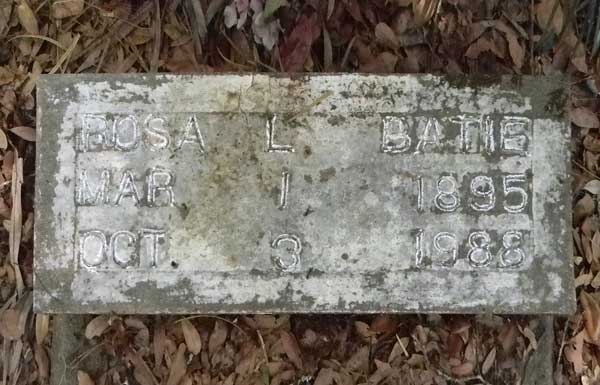 ROSA L BATIE
MAR 1 1895
OCT 3 1988